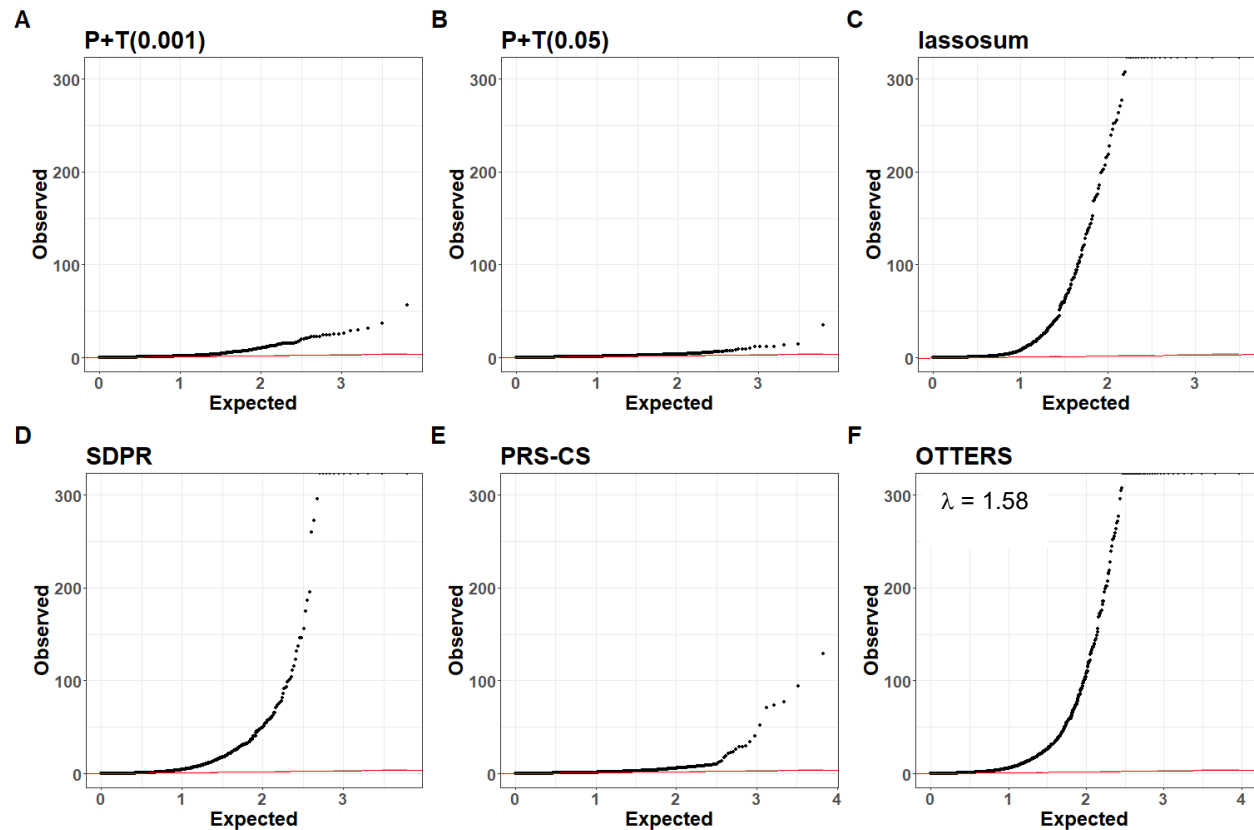 A
P+T(0.001)
300
200
100
0
Observed
0 1 2 3
Expected
B
P+T(0.05)
300
200
100
0
Observed
0 1 2 3
Expected
C
lassosum
300
200
100
0
Observed
0 1 2 3
Expected
D
SDPR
300
200
100
0
Observed
0 1 2 3
Expected
E
PRS-CS
300
200
100
0
Observed
0 1 2 3 4
Expected
F
OTTERS
λ = 1.58
300
200
100
0
Observed
0 1 2 3 4
Expected